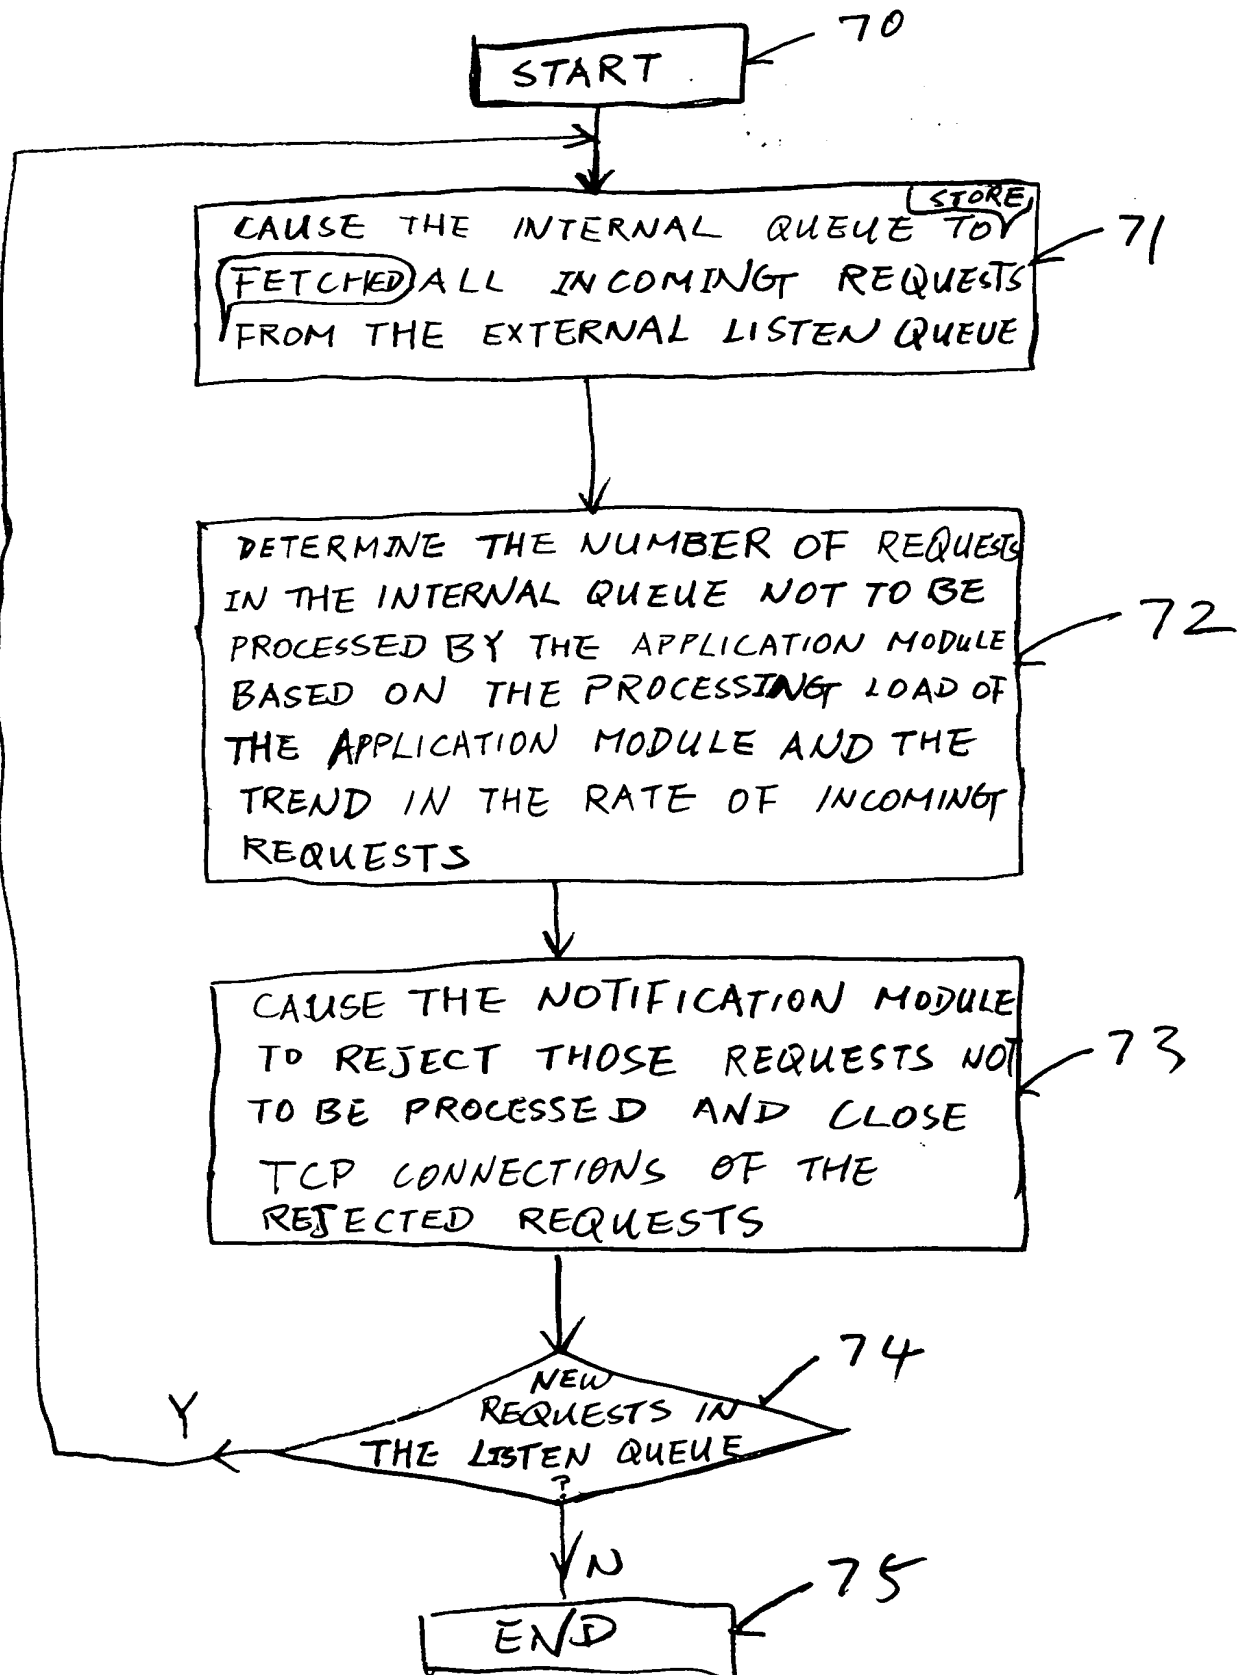 70
START
STORE
CAUSE THE INTERNAL QUEUE TO
71
FETCHED ALL INCOMING REQUESTS
FROM THE EXTERNAL LISTEN QUEUE
DETERMINE THE NUMBER OF REQUESTS
IN THE INTERNAL QUEUE NOT TO BE
72
PROCESSED BY THE APPLICATION MODULE
BASED ON THE PROCESSING LOAD OF
THE APPLICATION MODULE AND THE
TREND IN THE RATE OF INCOMING
REQUESTS
CAUSE THE NOTIFICATION MODULE
TO REJECT THOSE REQUESTS NOT
73
TO BE PROCESSED AND CLOSE
TCP CONNECTIONS OF THE
REJECTED REQUESTS
74
NEW
REQUESTS IN
Y
THE LISTEN QUEUE
?
N
75
END